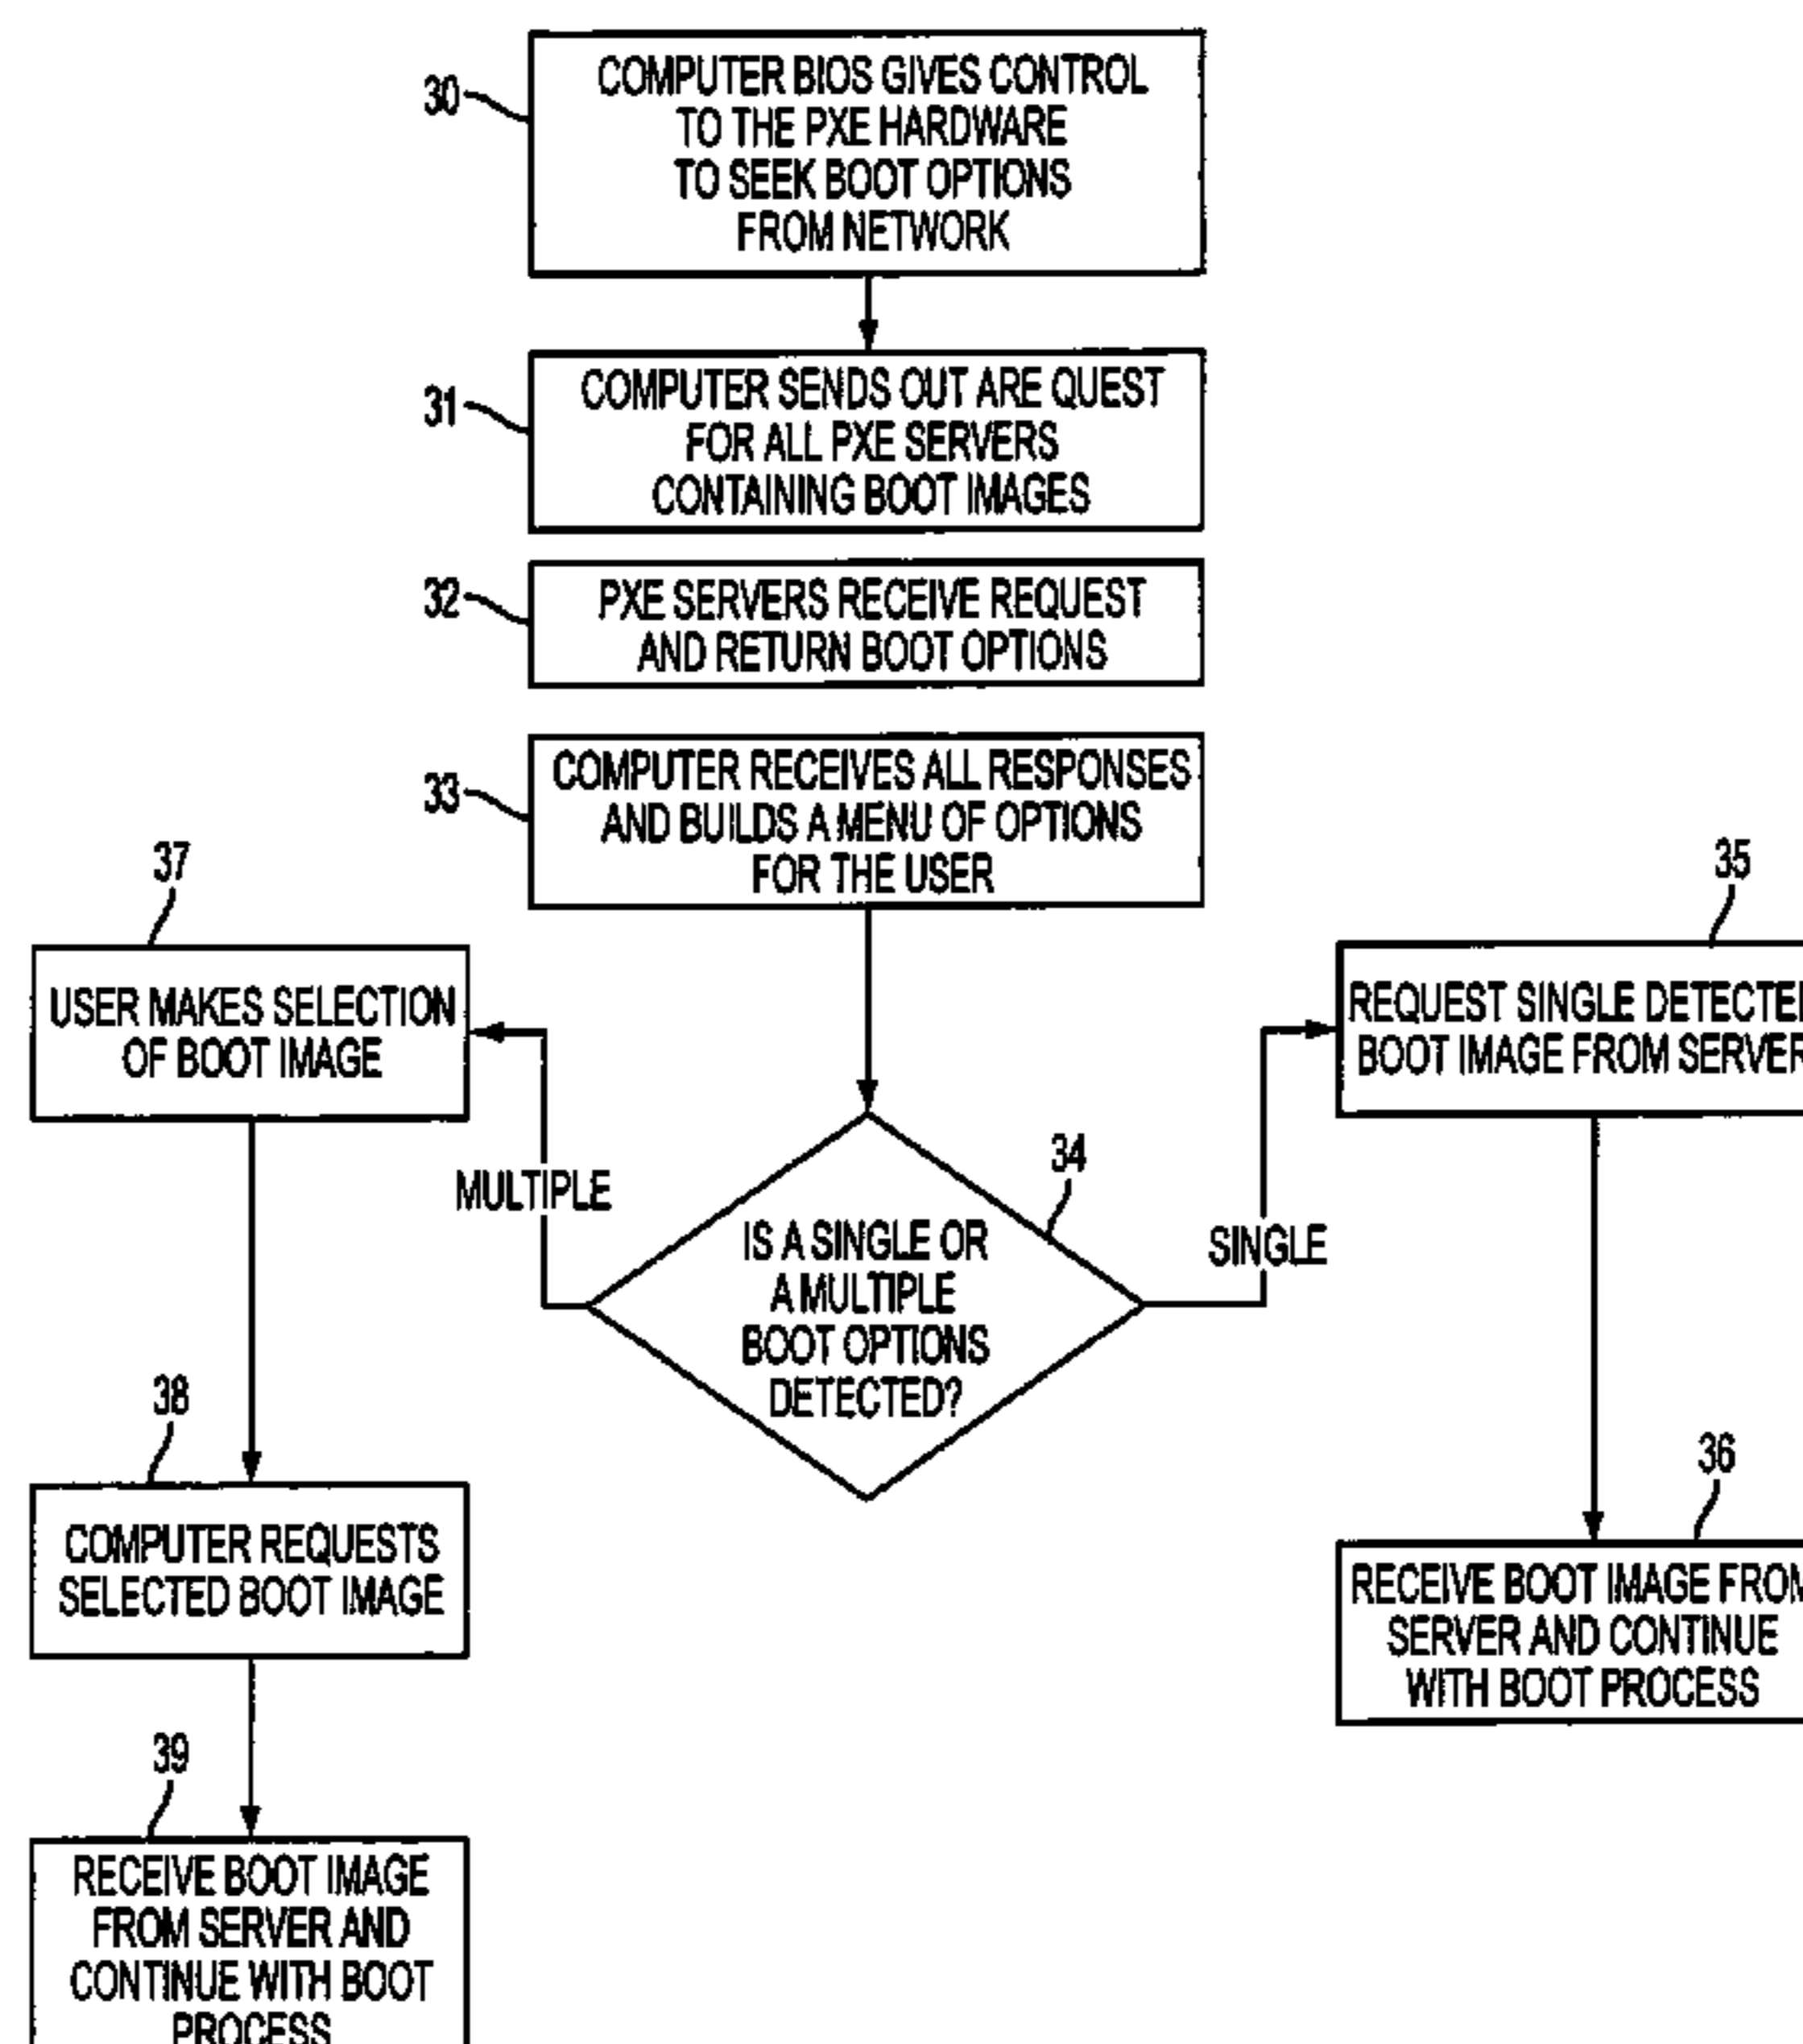 30
COMPUTER BIOS GIVES CONTROL
TO THE PXE HARDWARE
TO SEEK BOOT OPTIONS
FROM NETWORK
31
COMPUTER SENDS OUT ARE QUEST
FOR ALL PXE SERVERS
CONTAINING BOOT IMAGES
32
PXE SERVERS RECEIVE REQUEST
AND RETURN BOOT OPTIONS
33
COMPUTER RECEIVES ALL RESPONSES
AND BUILDS A MENU OF OPTIONS
FOR THE USER
34
IS A SINGLE OR
A MULTIPLE
BOOT OPTIONS
DETECTED?
MULTIPLE
SINGLE
37
USER MAKES SELECTION
OF BOOT IMAGE
38
COMPUTER REQUESTS
SELECTED BOOT IMAGE
39
RECEIVE BOOT IMAGE
FROM SERVER AND
CONTINUE WITH BOOT
PROCESS
35
REQUEST SINGLE DETECTED
BOOT IMAGE FROM SERVER
36
RECEIVE BOOT IMAGE FROM
SERVER AND CONTINUE
WITH BOOT PROCESS